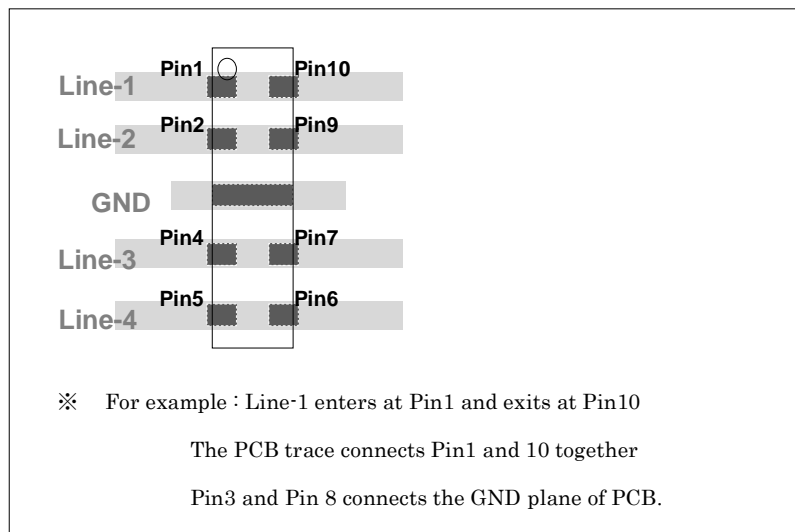 Pin1 Pin10
Line-1
Pin2 Pin9
Line-2
GND
Pin4 Pin7
Line-3
Pin5 Pin6
Line-4
※ For example : Line-1 enters at Pin1 and exits at Pin10
The PCB trace connects Pin1 and 10 together
Pin3 and Pin 8 connects the GND plane of PCB.